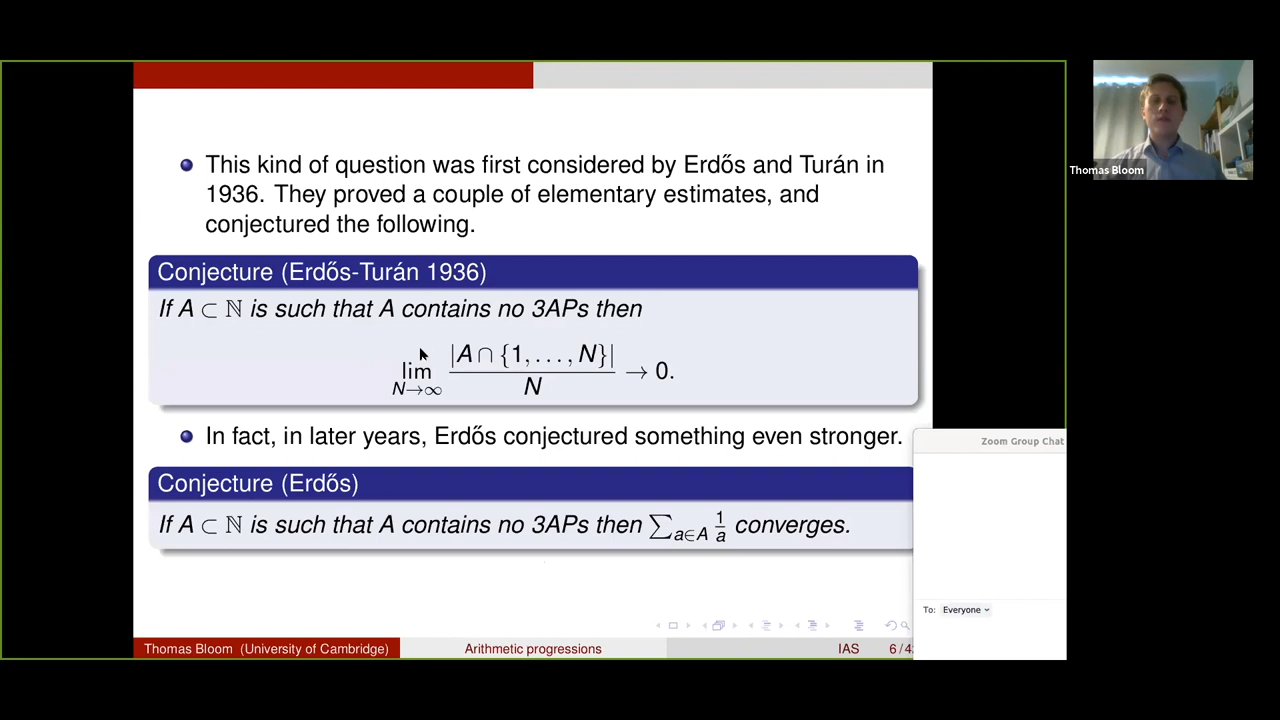 This kind of question was first considered by Erdős and Turán in
1936. They proved a couple of elementary estimates, and
conjectured the following.
Conjecture (Erdős-Turán 1936)
If A ⊂ ℕ is such that A contains no 3APs then
lim_{N→∞} |A ∩ {1, . . . , N}| / N → 0.
In fact, in later years, Erdős conjectured something even stronger.
Conjecture (Erdős)
If A ⊂ ℕ is such that A contains no 3APs then ∑_{a∈A} 1/a converges.
Thomas Bloom (University of Cambridge)
Arithmetic progressions
IAS
6 / 4
Thomas Bloom
Zoom Group Chat
To: Everyone